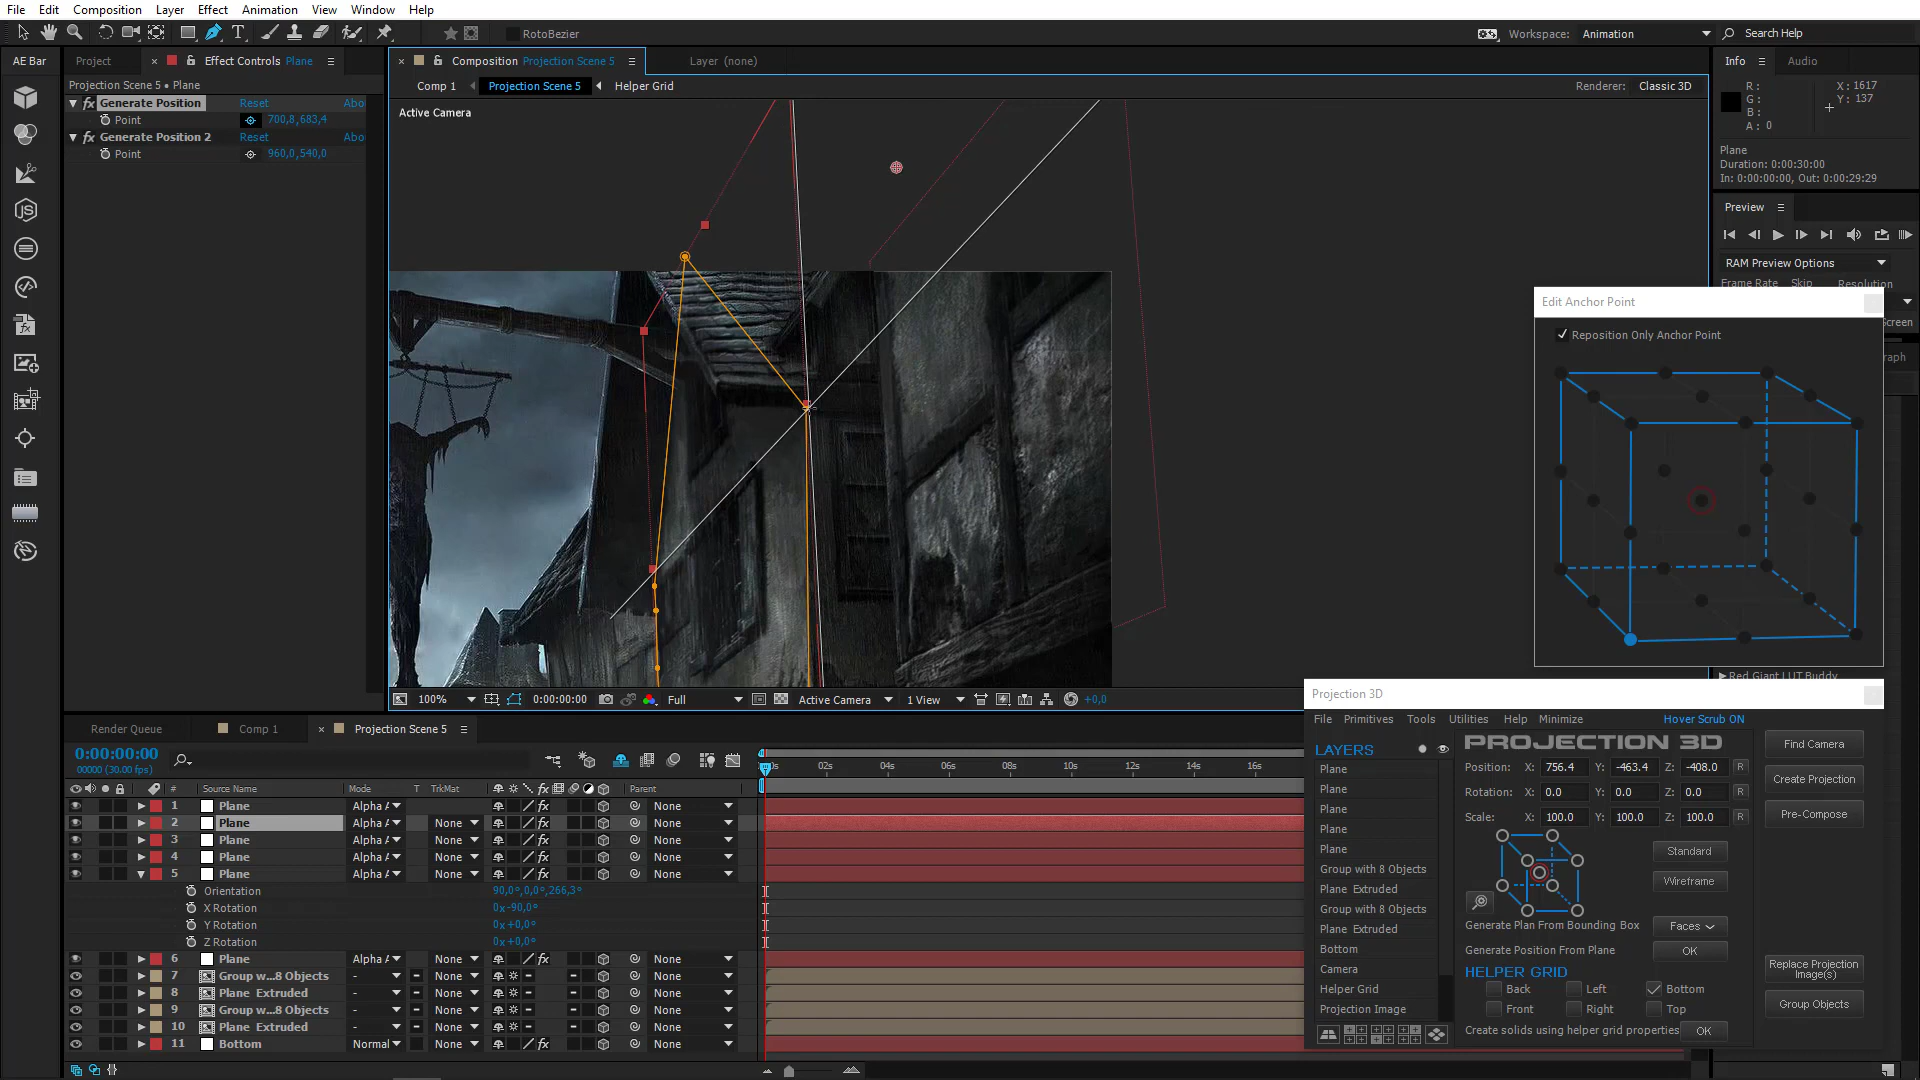 File Edit Composition Layer Effect Animation View Window Help
RotoBezier
Workspace: Animation
Search Help
AE Bar
Project
Effect Controls Plane
Composition Projection Scene 5
Layer (none)
Info
Audio
Projection Scene 5 • Plane
Comp 1
Projection Scene 5
Helper Grid
Renderer: Classic 3D
R :
G :
B :
A : 0
X : 1617
Y : 137
Generate Position Reset Abo
Point 700,8,683,4
Generate Position 2 Reset Abo
Point 960,0,540,0
Active Camera
Plane
Duration: 0:00:30:00
In: 0:00:00:00, Out: 0:00:29:29
Preview
RAM Preview Options
Frame Rate Skip Resolution
Screen
Edit Anchor Point
Reposition Only Anchor Point
Red Giant LUT Buddy
100%
0:00:00:00
Full
Active Camera
1 View
+0,0
Projection 3D
File Primitives Tools Utilities Help Minimize
Hover Scrub ON
LAYERS
PROJECTION 3D
Plane
Plane
Plane
Plane
Plane
Group with 8 Objects
Plane Extruded
Group with 8 Objects
Plane Extruded
Bottom
Camera
Helper Grid
Projection Image
Position: X: 756.4 Y: -463.4 Z: -408.0 R
Rotation: X: 0.0 Y: 0.0 Z: 0.0 R
Scale: X: 100.0 Y: 100.0 Z: 100.0 R
Standard
Wireframe
Generate Plan From Bounding Box Faces
Generate Position From Plane OK
HELPER GRID
Back Left Bottom
Front Right Top
Create solids using helper grid properties OK
Find Camera
Create Projection
Pre-Compose
Replace Projection
Image(s)
Group Objects
Render Queue
Comp 1
Projection Scene 5
0:00:00:00
00000 (30.00 fps)
02s 04s 06s 08s 10s 12s 14s 16s
# Source Name Mode T TrkMat Parent
1 Plane Alpha A None
2 Plane Alpha A None None
3 Plane Alpha A None None
4 Plane Alpha A None None
5 Plane Alpha A None None
Orientation 90,0°,0,0°,266,3°
X Rotation 0x-90,0°
Y Rotation 0x+0,0°
Z Rotation 0x+0,0°
6 Plane Alpha A None None
7 Group w...8 Objects - None None
8 Plane Extruded - None None
9 Group w...8 Objects - None None
10 Plane Extruded - None None
11 Bottom Normal None None